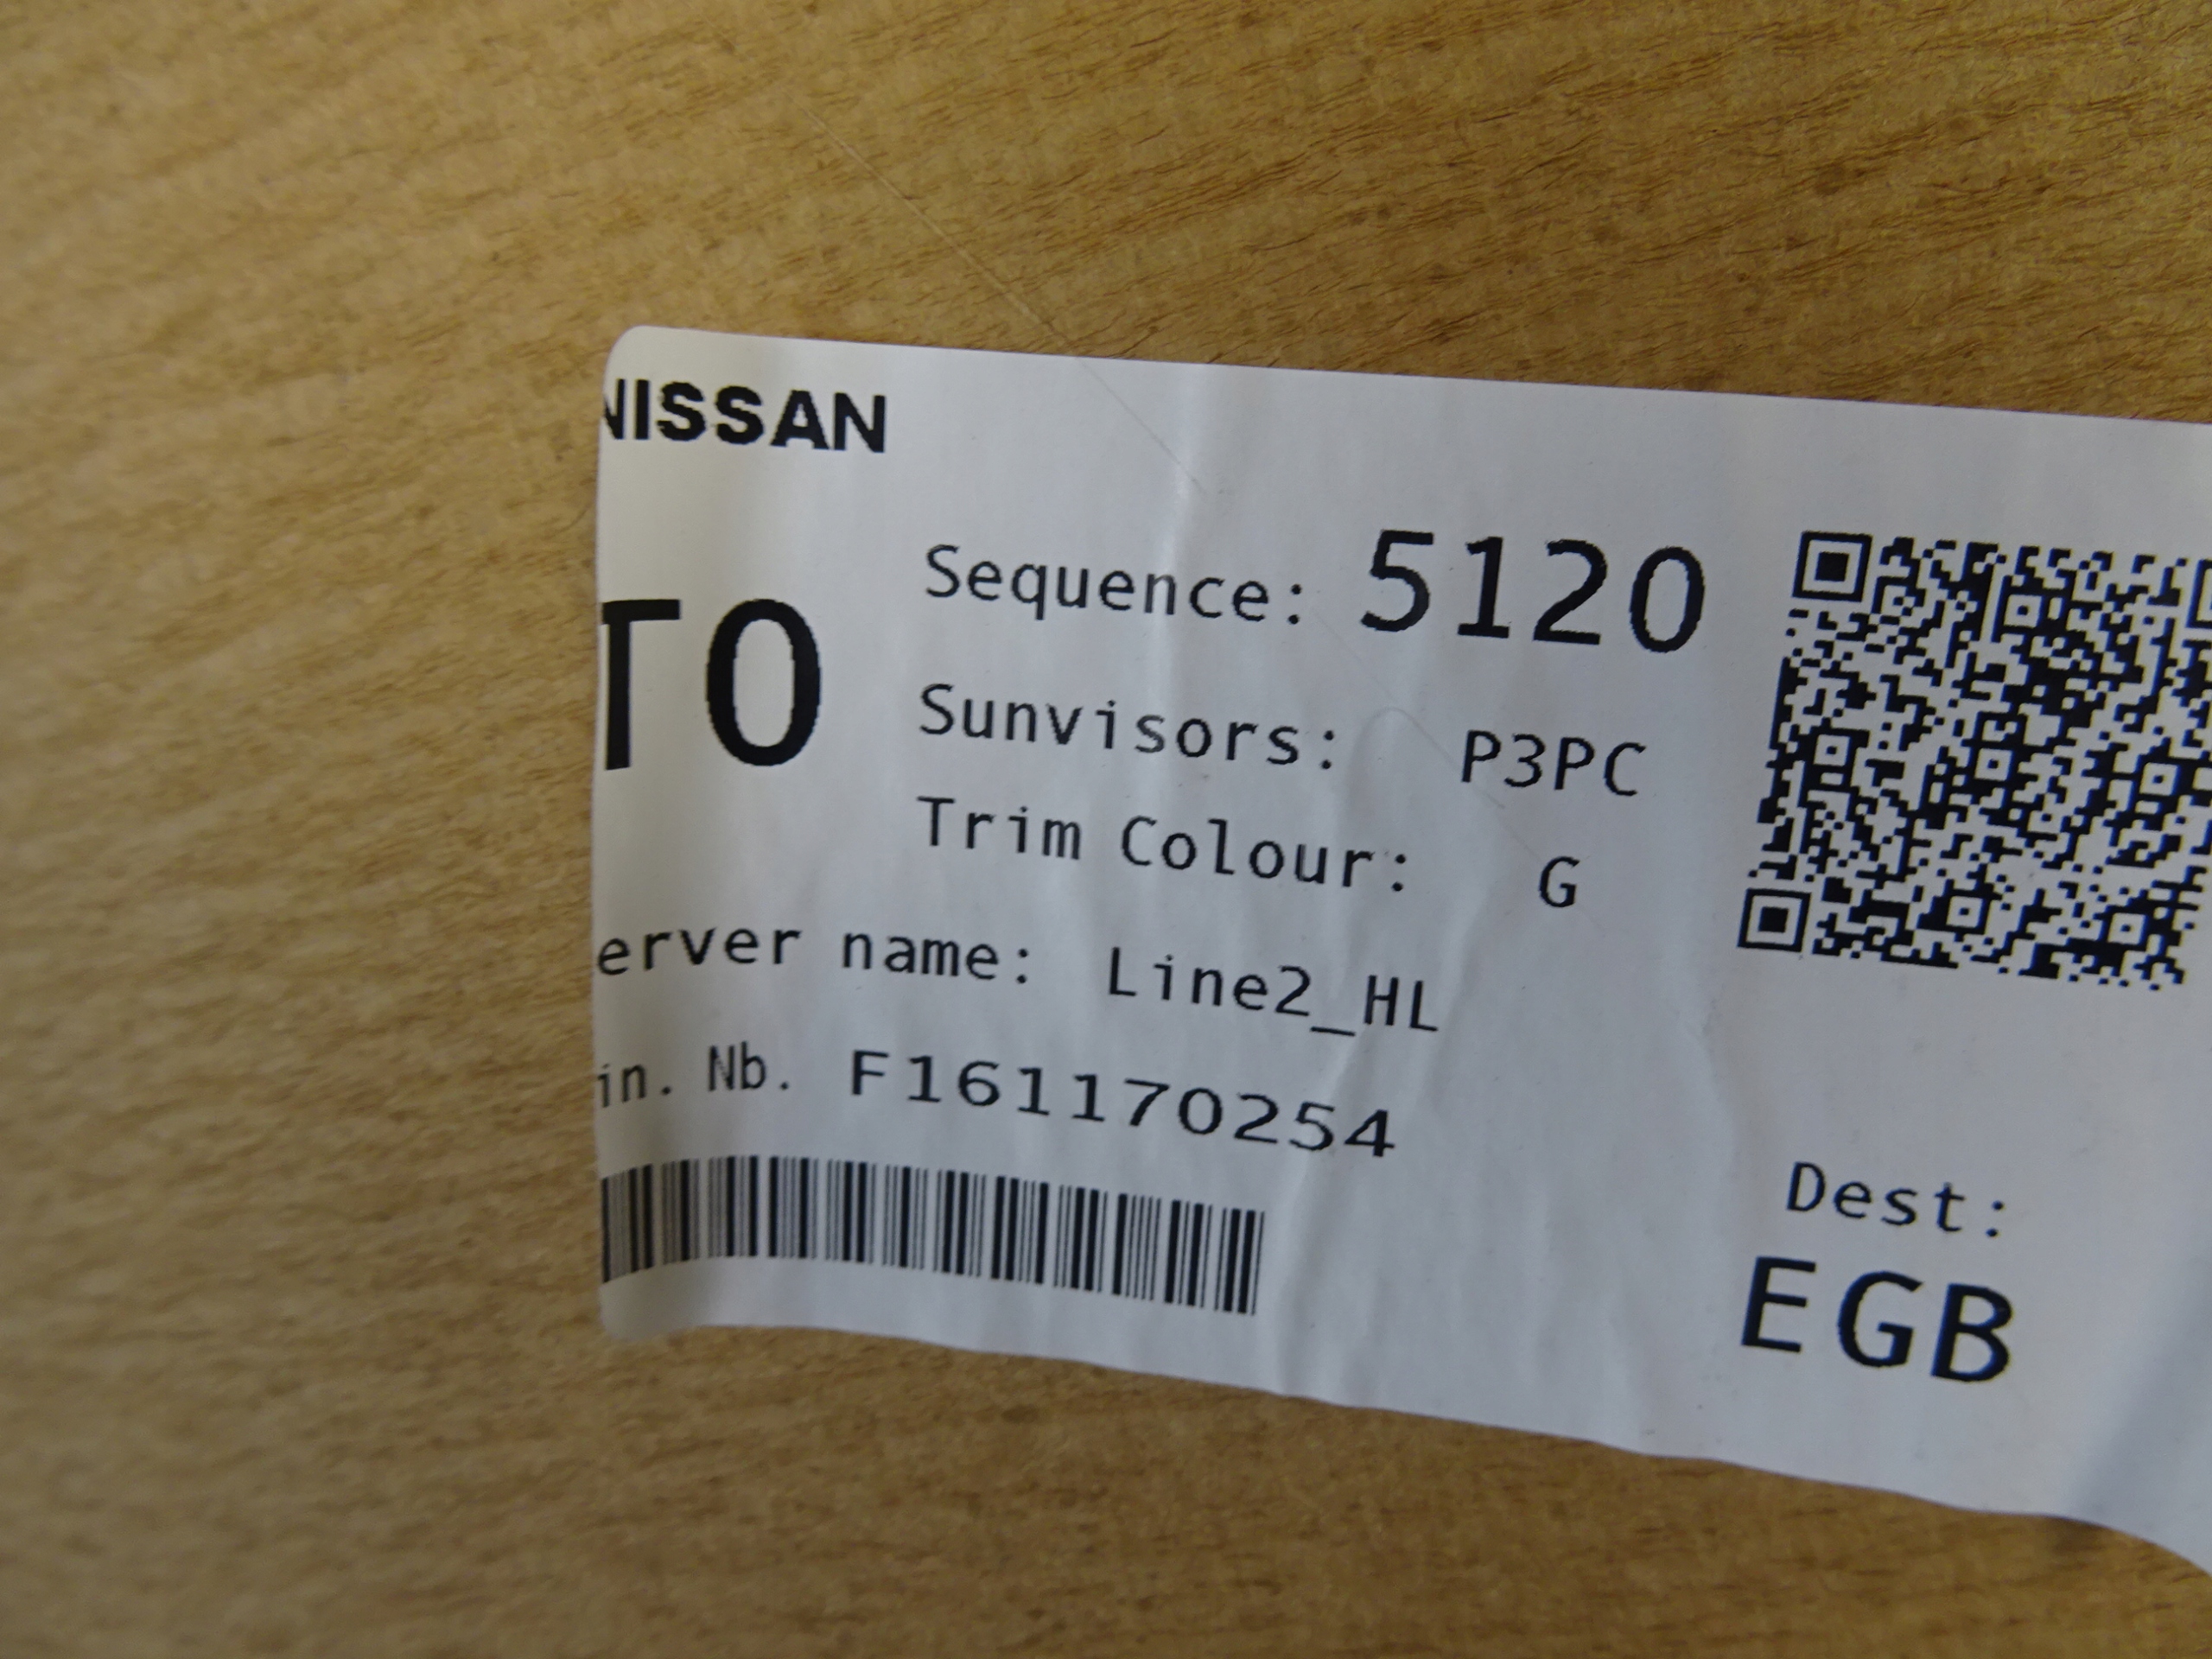 NISSAN
TO
Sequence: 5120
Sunvisors: P3PC
Trim Colour: G
erver name: Line2_HL
in. Nb. F161170254
Dest:
EGB